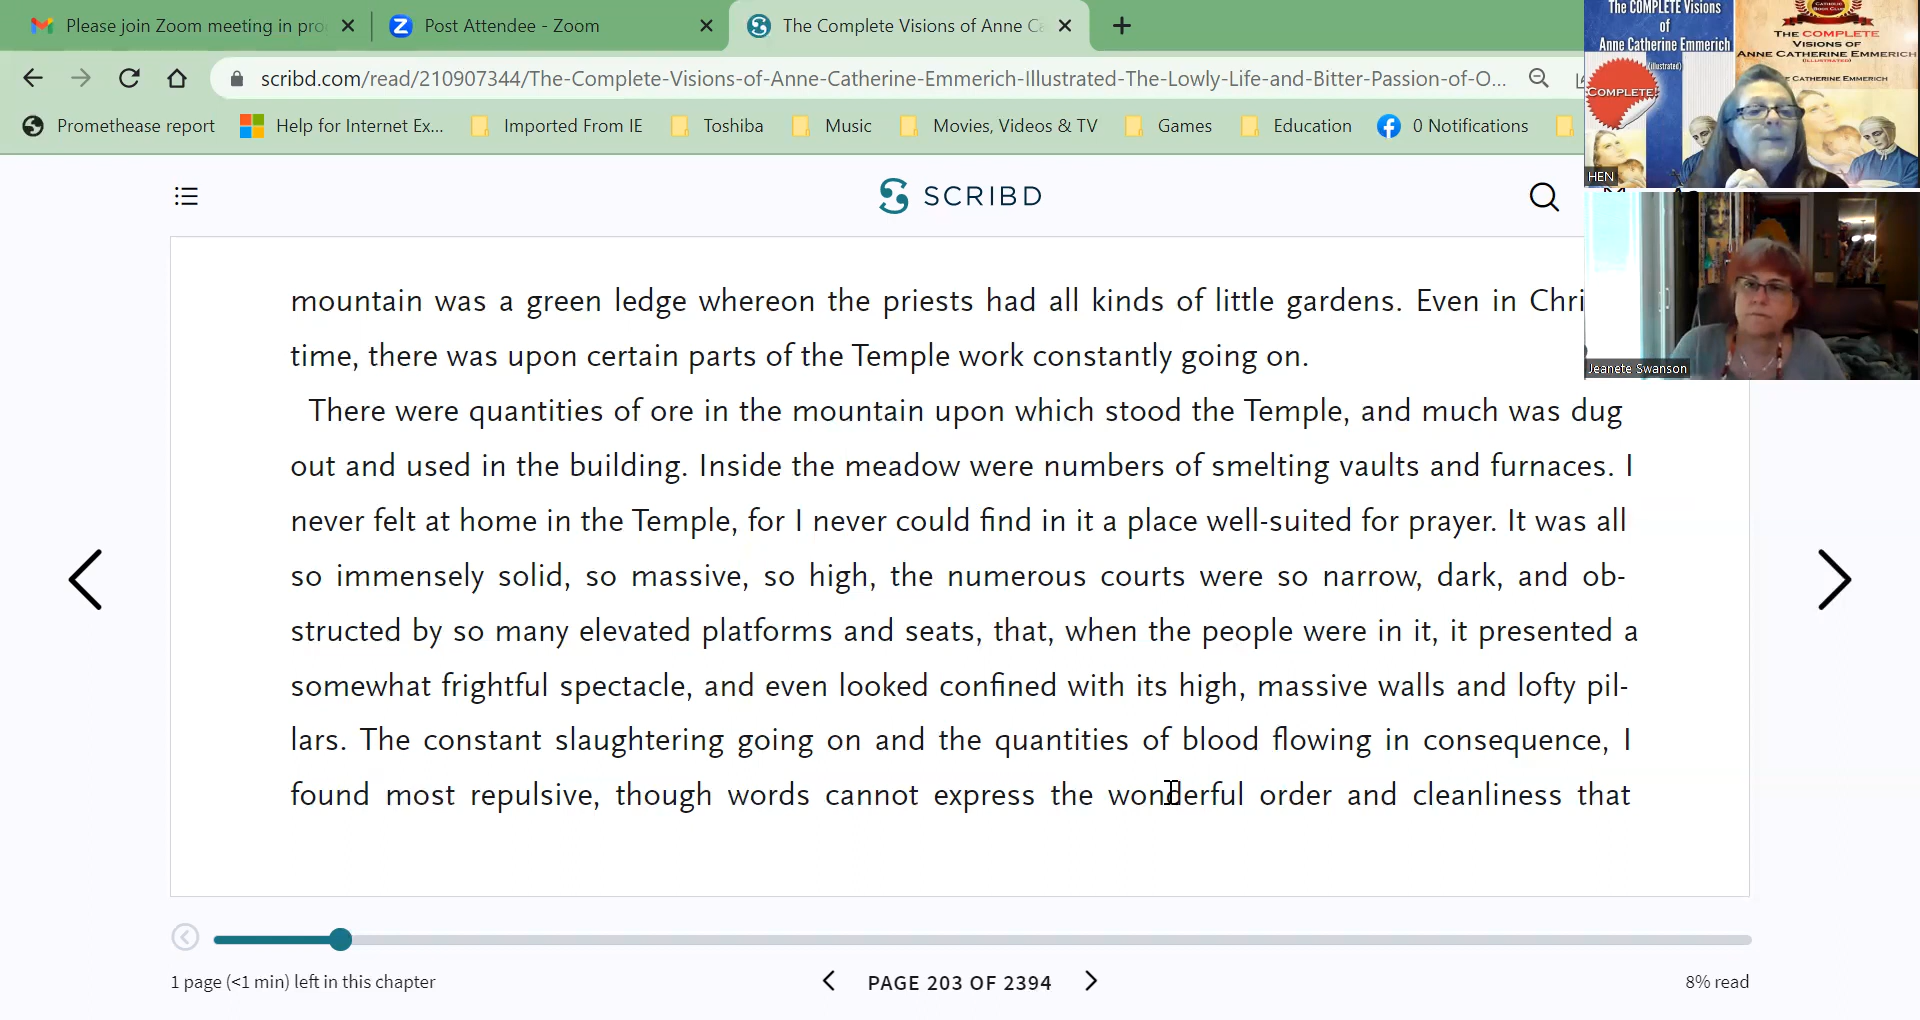 Please join Zoom meeting in pro
Post Attendee - Zoom
The Complete Visions of Anne Ca
scribd.com/read/210907344/The-Complete-Visions-of-Anne-Catherine-Emmerich-Illustrated-The-Lowly-Life-and-Bitter-Passion-of-O...
Promethease report
Help for Internet Ex...
Imported From IE
Toshiba
Music
Movies, Videos & TV
Games
Education
0 Notifications
The COMPLETE Visions
of
Anne Catherine Emmerich
(Illustrated)
COMPLETE!
THE COMPLETE
VISIONS OF
ANNE CATHERINE EMMERICH
CATHERINE EMMERICH
HEN
Jeanete Swanson
SCRIBD
mountain was a green ledge whereon the priests had all kinds of little gardens. Even in Chri
time, there was upon certain parts of the Temple work constantly going on.
There were quantities of ore in the mountain upon which stood the Temple, and much was dug
out and used in the building. Inside the meadow were numbers of smelting vaults and furnaces. I
never felt at home in the Temple, for I never could find in it a place well-suited for prayer. It was all
so immensely solid, so massive, so high, the numerous courts were so narrow, dark, and ob-
structed by so many elevated platforms and seats, that, when the people were in it, it presented a
somewhat frightful spectacle, and even looked confined with its high, massive walls and lofty pil-
lars. The constant slaughtering going on and the quantities of blood flowing in consequence, I
found most repulsive, though words cannot express the wonderful order and cleanliness that
1 page (<1 min) left in this chapter
PAGE 203 OF 2394
8% read